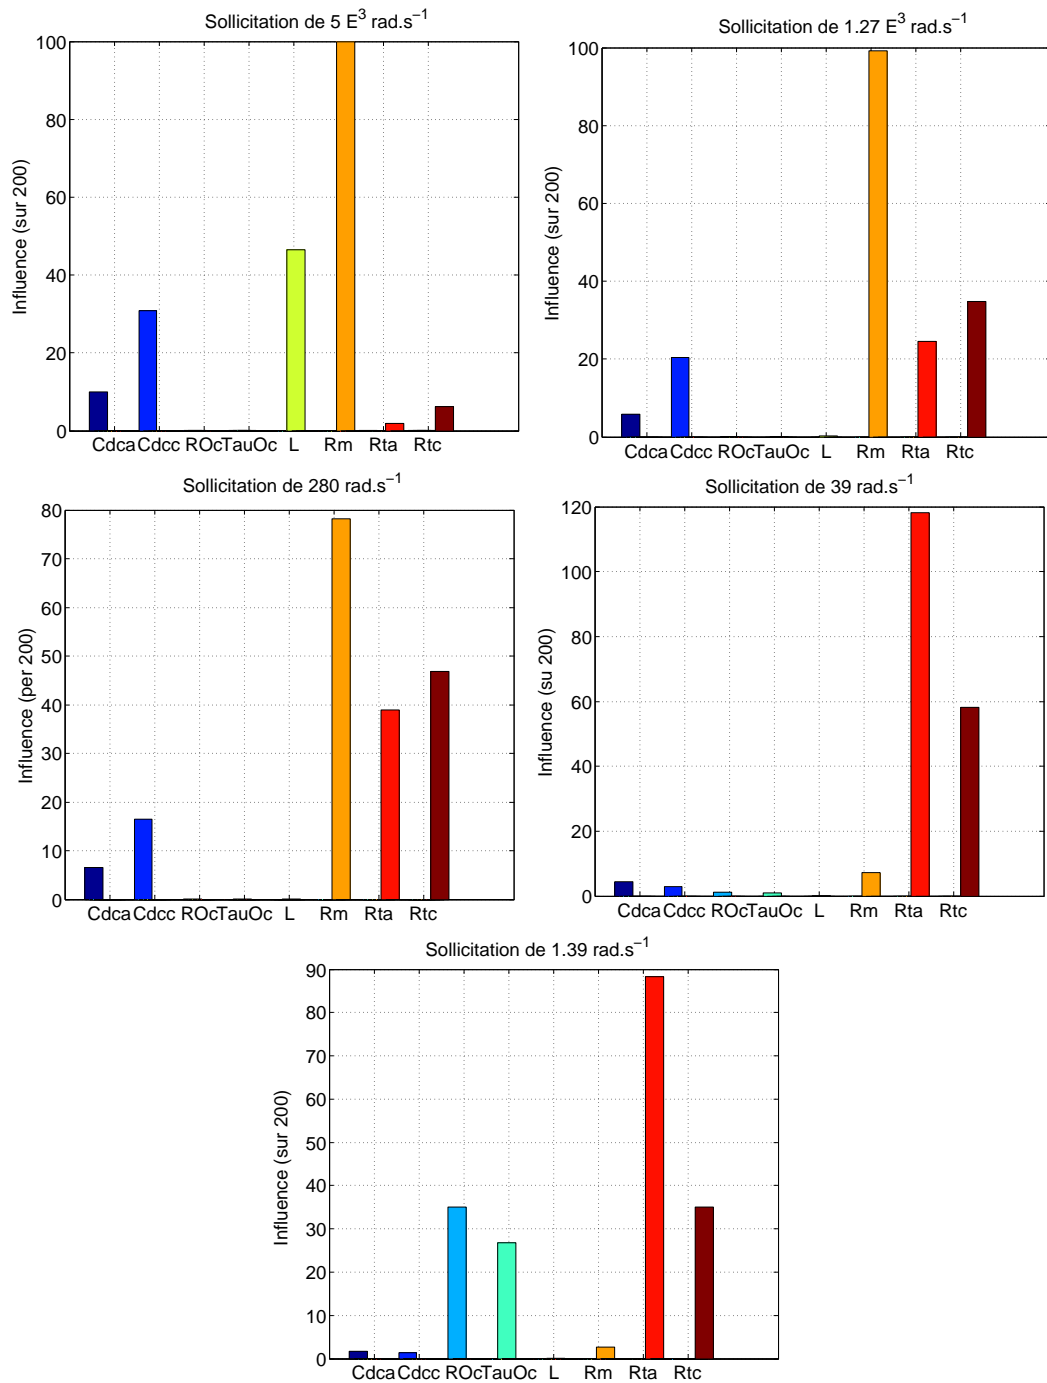 Sollicitation de 5 E³ rad.s⁻¹
Influence (sur 200)
100
80
60
40
20
0
Cdca Cdcc ROcTauOc L Rm Rta Rtc
Sollicitation de 1.27 E³ rad.s⁻¹
Influence (sur 200)
100
80
60
40
20
0
Cdca Cdcc ROcTauOc L Rm Rta Rtc
Sollicitation de 280 rad.s⁻¹
Influence (per 200)
80
70
60
50
40
30
20
10
0
Cdca Cdcc ROcTauOc L Rm Rta Rtc
Sollicitation de 39 rad.s⁻¹
Influence (su 200)
120
100
80
60
40
20
0
Cdca Cdcc ROcTauOc L Rm Rta Rtc
Sollicitation de 1.39 rad.s⁻¹
Influence (sur 200)
90
80
70
60
50
40
30
20
10
0
Cdca Cdcc ROcTauOc L Rm Rta Rtc